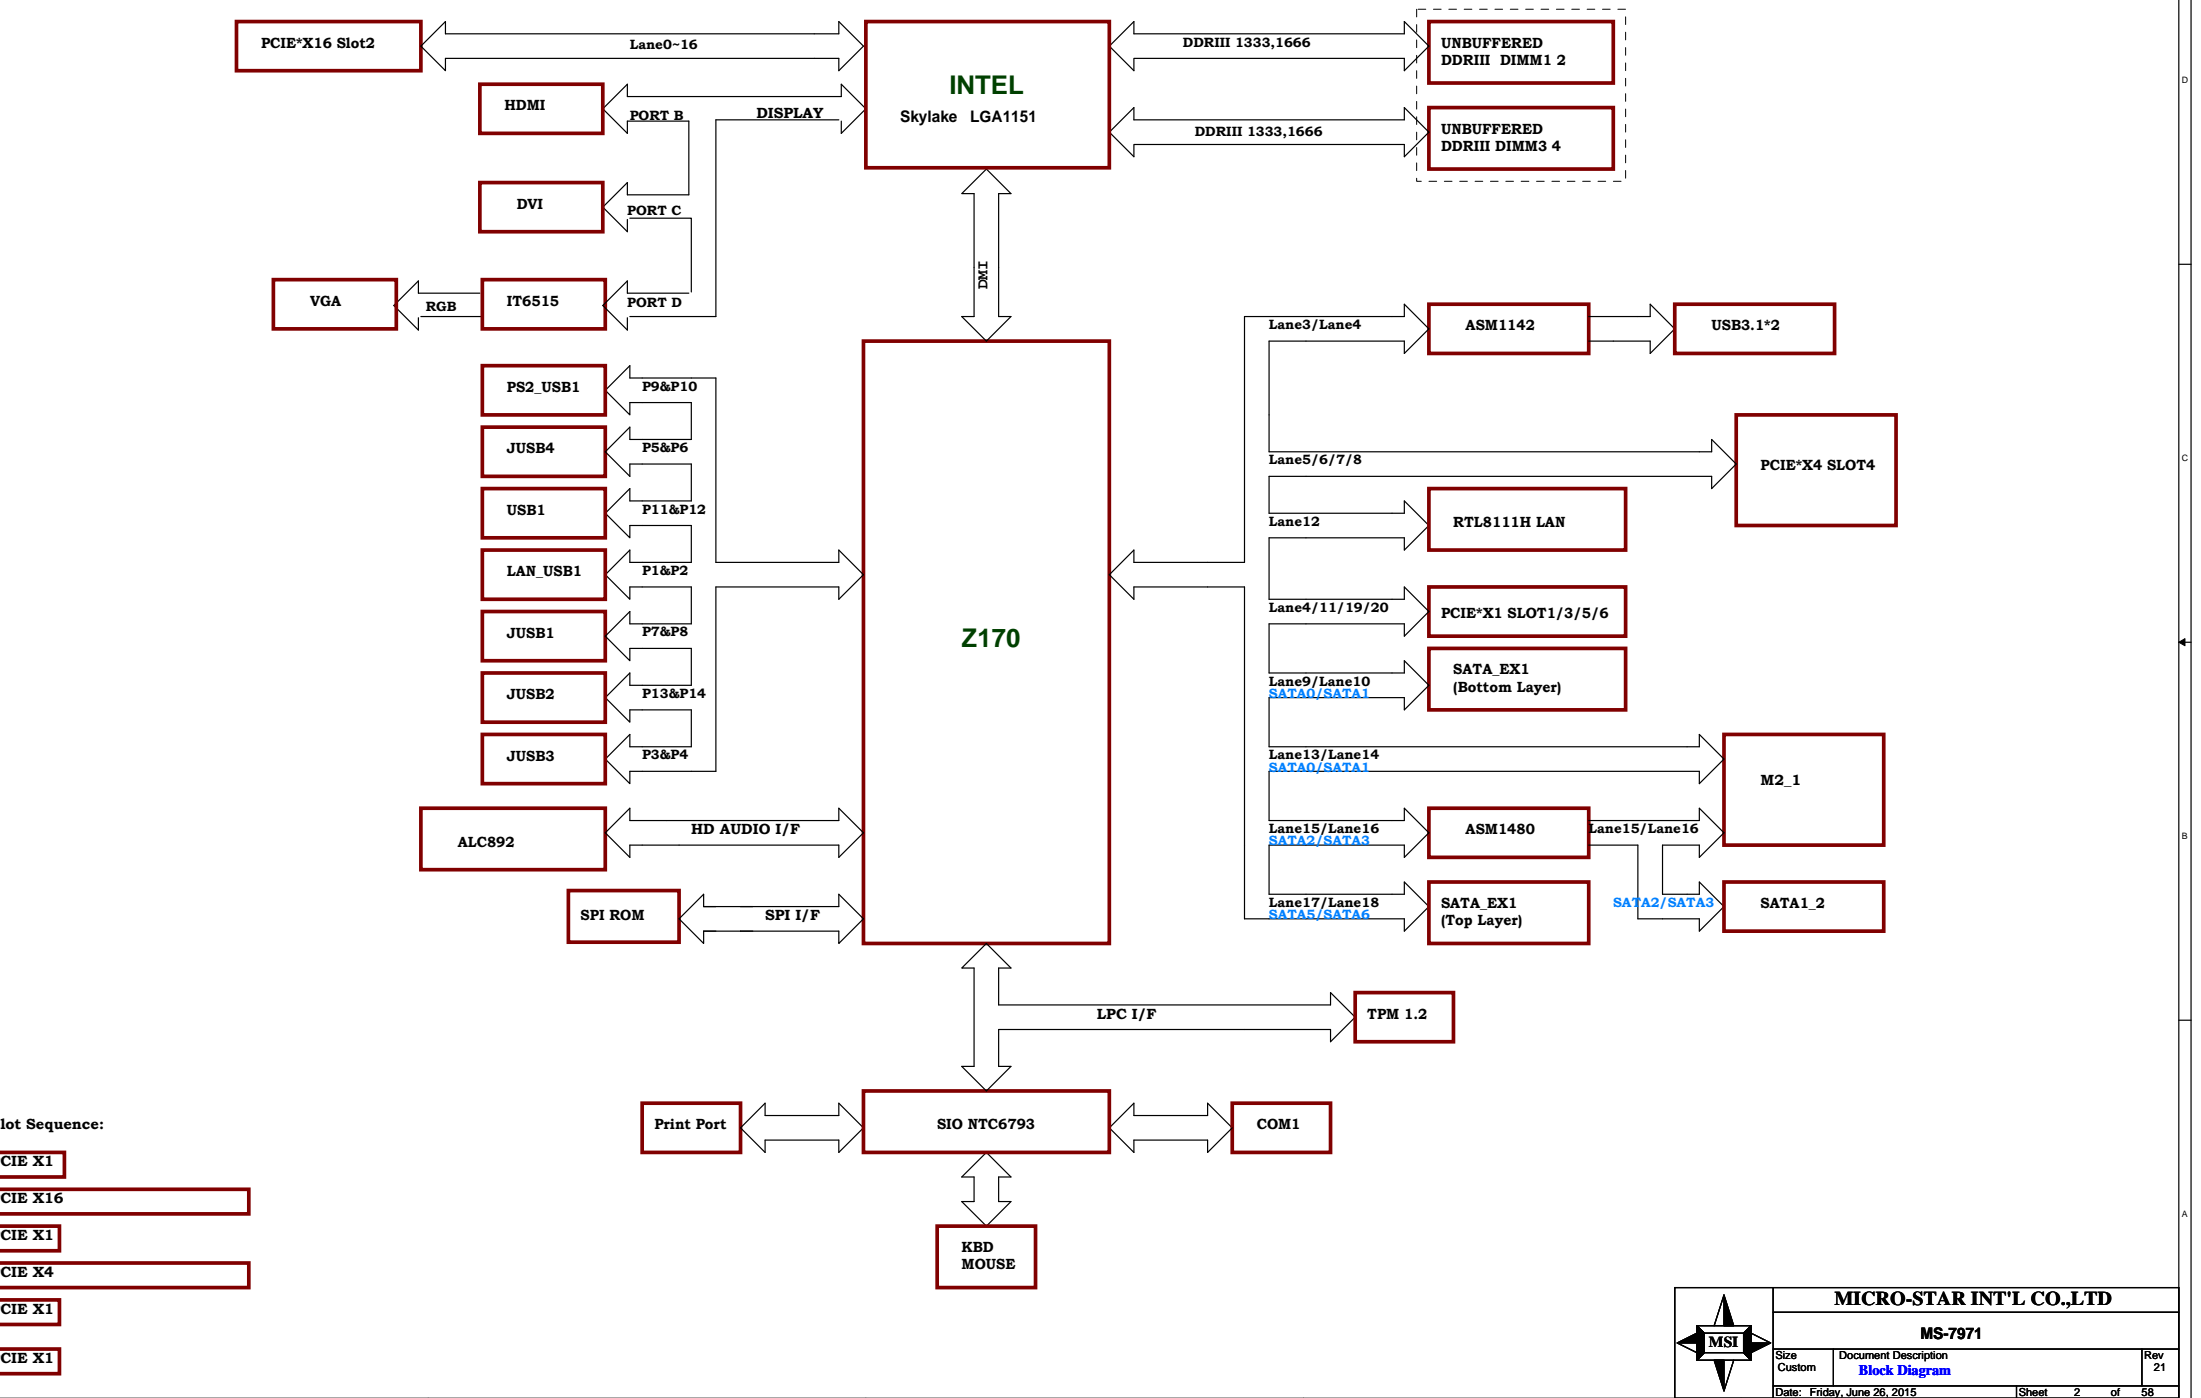 PCIE*X16 Slot2
Lane0~16
INTEL
Skylake LGA1151
DDRIII 1333,1666
UNBUFFERED
DDRIII DIMM1 2
HDMI
PORT B
DISPLAY
DDRIII 1333,1666
UNBUFFERED
DDRIII DIMM3 4
DVI
PORT C
DMI
VGA
RGB
IT6515
PORT D
Lane3/Lane4
ASM1142
USB3.1*2
PS2_USB1
P9&P10
JUSB4
P5&P6
Lane5/6/7/8
PCIE*X4 SLOT4
USB1
P11&P12
Lane12
RTL8111H LAN
LAN_USB1
P1&P2
Lane4/11/19/20
PCIE*X1 SLOT1/3/5/6
JUSB1
P7&P8
Z170
JUSB2
P13&P14
Lane9/Lane10
SATA0/SATA1
SATA_EX1
(Bottom Layer)
JUSB3
P3&P4
Lane13/Lane14
SATA0/SATA1
M2_1
ALC892
HD AUDIO I/F
Lane15/Lane16
SATA2/SATA3
ASM1480
Lane15/Lane16
SPI ROM
SPI I/F
Lane17/Lane18
SATA5/SATA6
SATA_EX1
(Top Layer)
SATA2/SATA3
SATA1_2
LPC I/F
TPM 1.2
Print Port
SIO NTC6793
COM1
KBD
MOUSE
lot Sequence:
CIE X1
CIE X16
CIE X1
CIE X4
CIE X1
CIE X1
D
C
B
A
MSI
MICRO-STAR INT'L CO.,LTD
MS-7971
Size
Custom
Document Description
Block Diagram
Rev
21
Date: Friday, June 26, 2015
Sheet 2 of 58